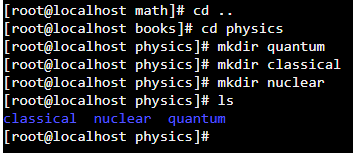 [root@localhost math]# cd ..
[root@localhost books]# cd physics
[root@localhost physics]# mkdir quantum
[root@localhost physics]# mkdir classical
[root@localhost physics]# mkdir nuclear
[root@localhost physics]# ls
classical  nuclear  quantum
[root@localhost physics]#